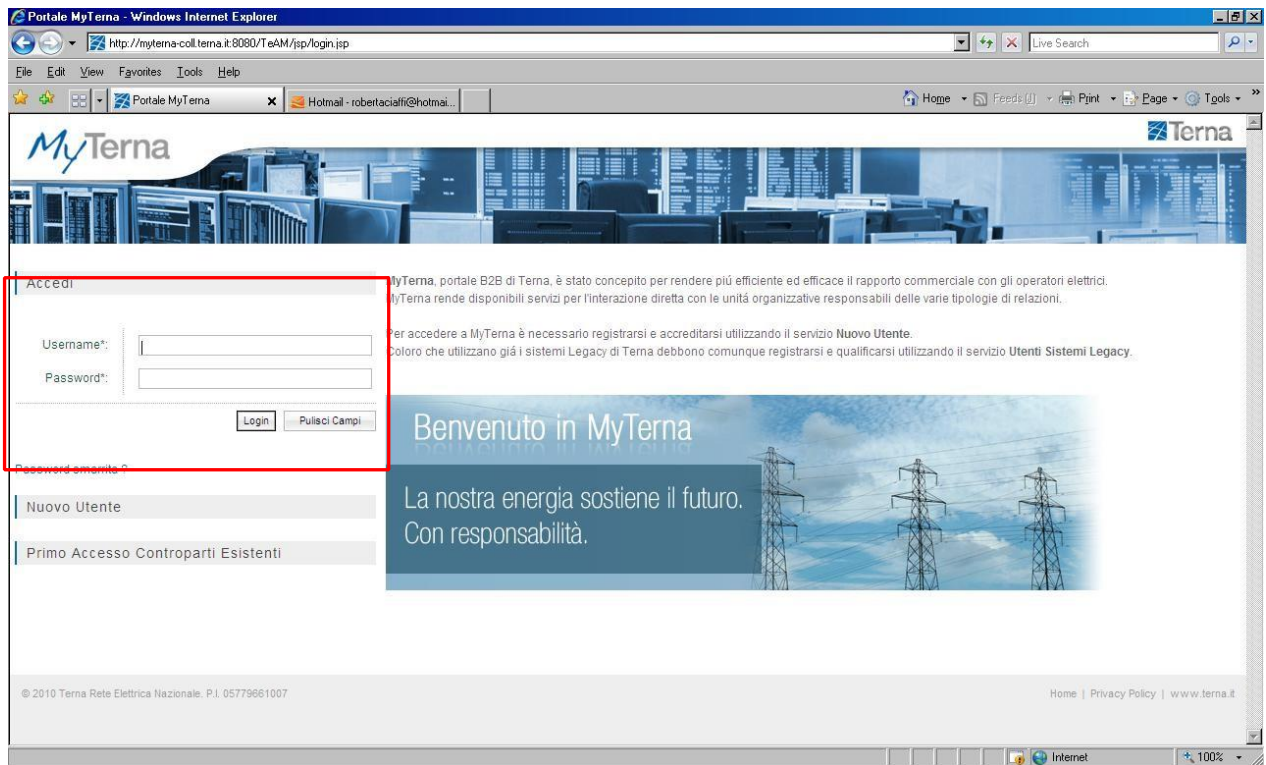 Portale MyTerna - Windows Internet Explorer
http://myterna-coll.terna.it:8080/TeAM/jsp/login.jsp
Live Search
File Edit View Favorites Tools Help
Portale MyTerna
Hotmail - robertaciaffi@hotmai...
Home Feeds (J) Print Page Tools
MyTerna
Terna
Accedi
MyTerna, portale B2B di Terna, è stato concepito per rendere piú efficiente ed efficace il rapporto commerciale con gli operatori elettrici.
MyTerna rende disponibili servizi per l'interazione diretta con le unitá organizzative responsabili delle varie tipologie di relazioni.
Per accedere a MyTerna è necessario registrarsi e accreditarsi utilizzando il servizio Nuovo Utente.
Coloro che utilizzano giá i sistemi Legacy di Terna debbono comunque registrarsi e qualificarsi utilizzando il servizio Utenti Sistemi Legacy.
Username*:
Password*:
Login Pulisci Campi
Password smarrita ?
Nuovo Utente
Primo Accesso Controparti Esistenti
Benvenuto in MyTerna
La nostra energia sostiene il futuro.
Con responsabilità.
© 2010 Terna Rete Elettrica Nazionale. P.I. 05779661007
Home | Privacy Policy | www.terna.it
Internet
100%